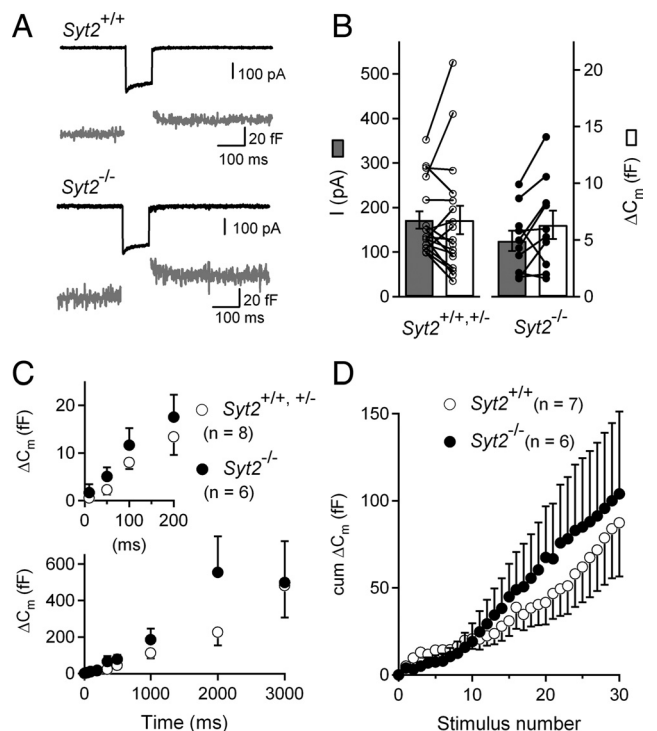 A
Syt2+/+
100 pA
20 fF
100 ms
Syt2-/-
100 pA
20 fF
100 ms
B
I (pA)
500
400
300
200
100
0
20
15
10
5
0
ΔCm (fF)
Syt2+/+,+/-
Syt2-/-
C
ΔCm (fF)
20
10
0
0
100
200
(ms)
Syt2+/+, +/-
(n = 8)
Syt2-/-
(n = 6)
ΔCm (fF)
600
400
200
0
0
1000
2000
3000
Time (ms)
D
Syt2+/+ (n = 7)
Syt2-/- (n = 6)
cum ΔCm (fF)
150
100
50
0
0
10
20
30
Stimulus number